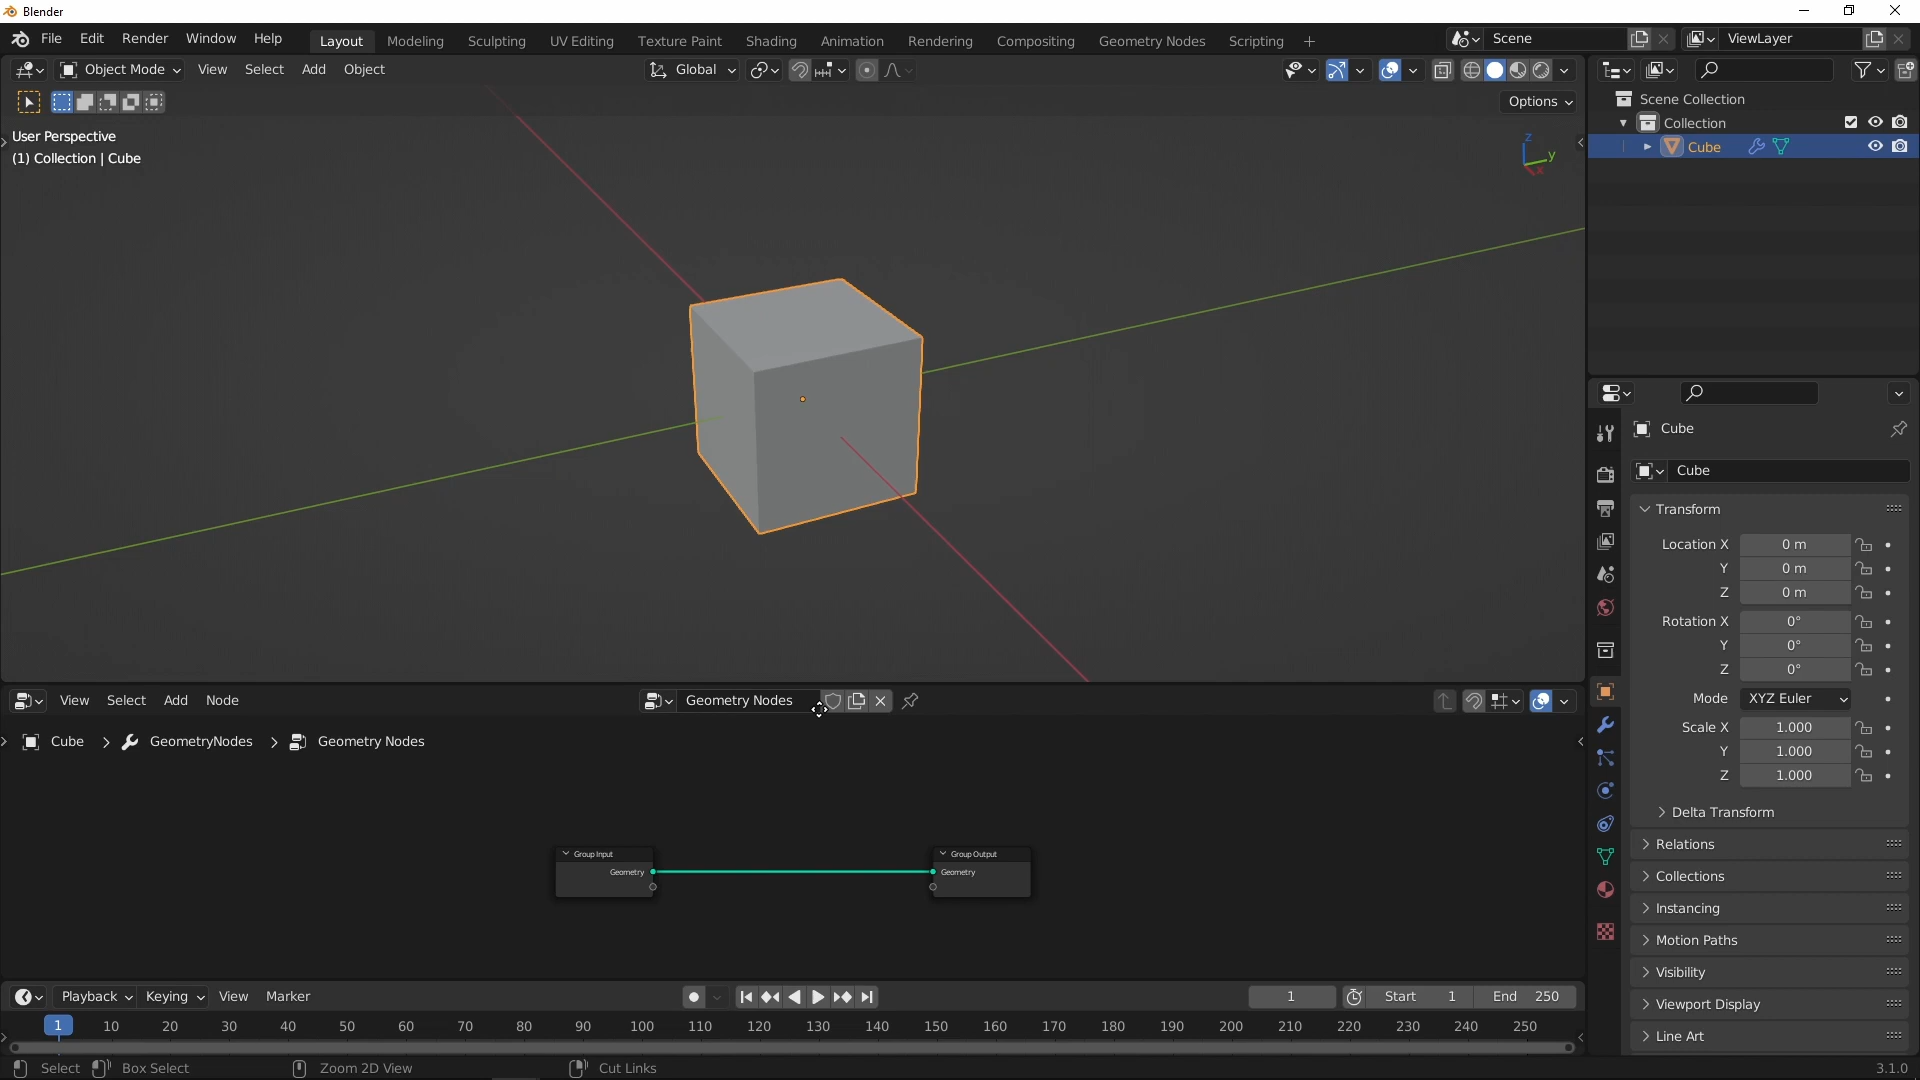 Blender
File Edit Render Window Help Layout Modeling Sculpting UV Editing Texture Paint Shading Animation Rendering Compositing Geometry Nodes Scripting + Scene ViewLayer
Object Mode View Select Add Object Global
Options
User Perspective
(1) Collection | Cube
Z
Y
X
Scene Collection
Collection
Cube
Cube
Cube
Transform
Location X 0 m
Y 0 m
Z 0 m
Rotation X 0°
Y 0°
Z 0°
Mode XYZ Euler
Scale X 1.000
Y 1.000
Z 1.000
Delta Transform
Relations
Collections
Instancing
Motion Paths
Visibility
Viewport Display
Line Art
View Select Add Node Geometry Nodes
Cube > GeometryNodes > Geometry Nodes
Group Input
Geometry
Group Output
Geometry
Playback Keying View Marker 1 Start 1 End 250
1 10 20 30 40 50 60 70 80 90 100 110 120 130 140 150 160 170 180 190 200 210 220 230 240 250
Select Box Select Zoom 2D View Cut Links 3.1.0